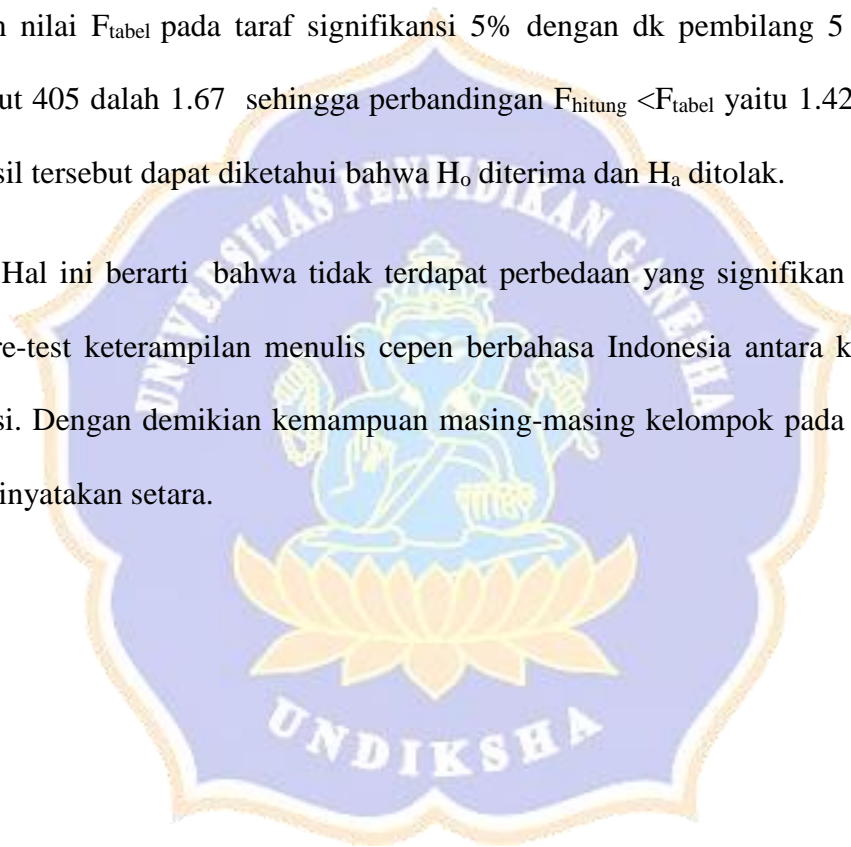 n nilai Ftabel pada taraf signifikansi 5% dengan dk pembilang 5
ut 405 dalah 1.67 sehingga perbandingan Fhitung <Ftabel yaitu 1.42
sil tersebut dapat diketahui bahwa Ho diterima dan Ha ditolak.
Hal ini berarti bahwa tidak terdapat perbedaan yang signifikan
re-test keterampilan menulis cepen berbahasa Indonesia antara k
si. Dengan demikian kemampuan masing-masing kelompok pada
inyatakan setara.
UNIVERSITAS PENDIDIKAN GANESHA
UNDIKSHA